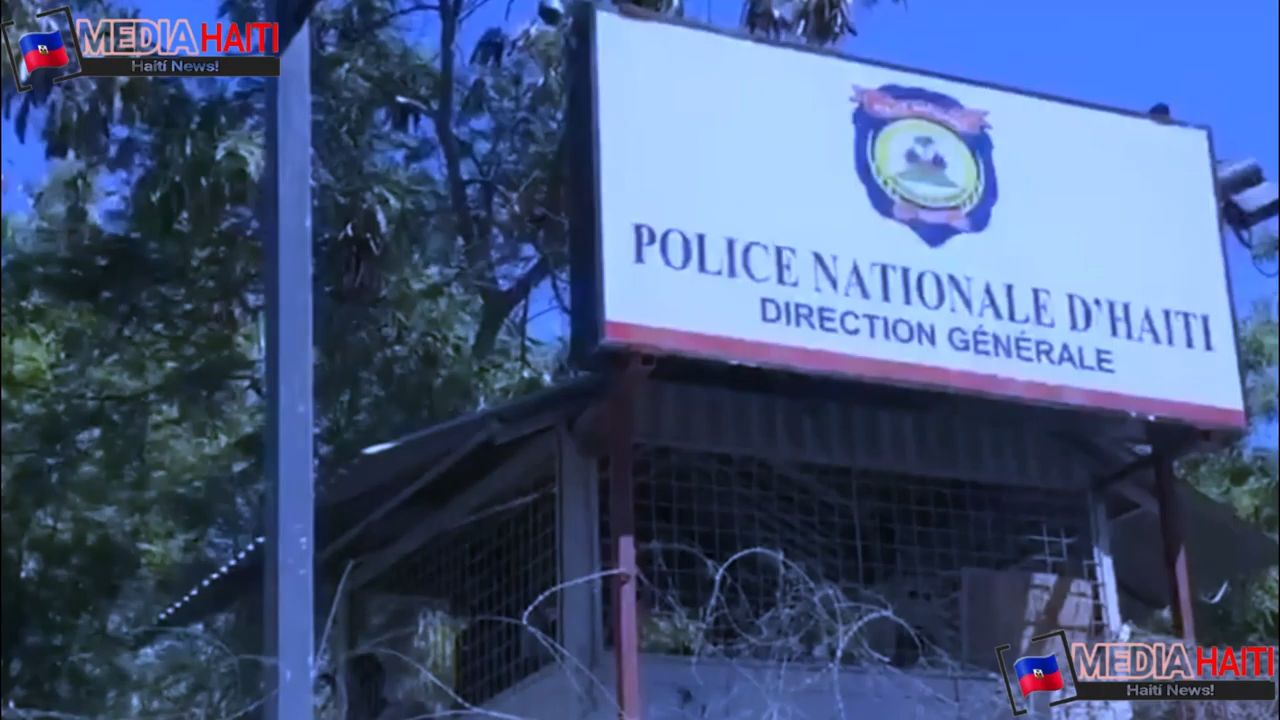 MEDIA HAITI
Haiti News!
POLICE NATIONALE D'HAITI
DIRECTION GÉNÉRALE
MEDIA HAITI
Haiti News!